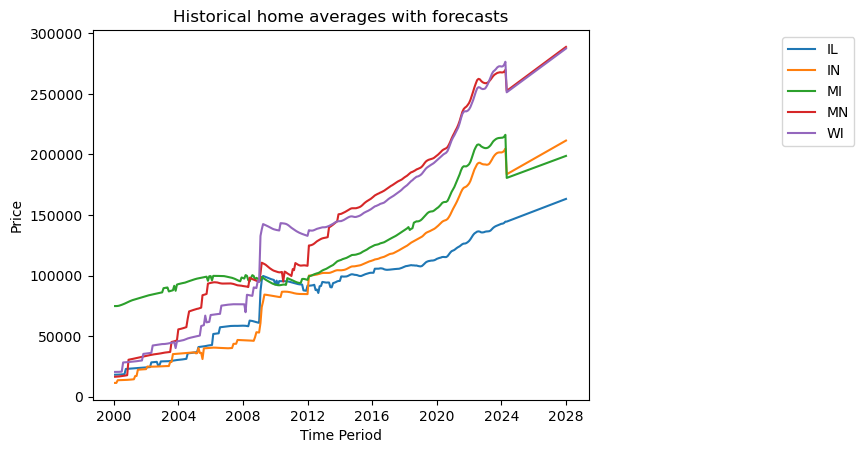 Historical home averages with forecasts
300000
250000
200000
150000
100000
50000
0
Price
2000 2004 2008 2012 2016 2020 2024 2028
Time Period
IL
IN
MI
MN
WI